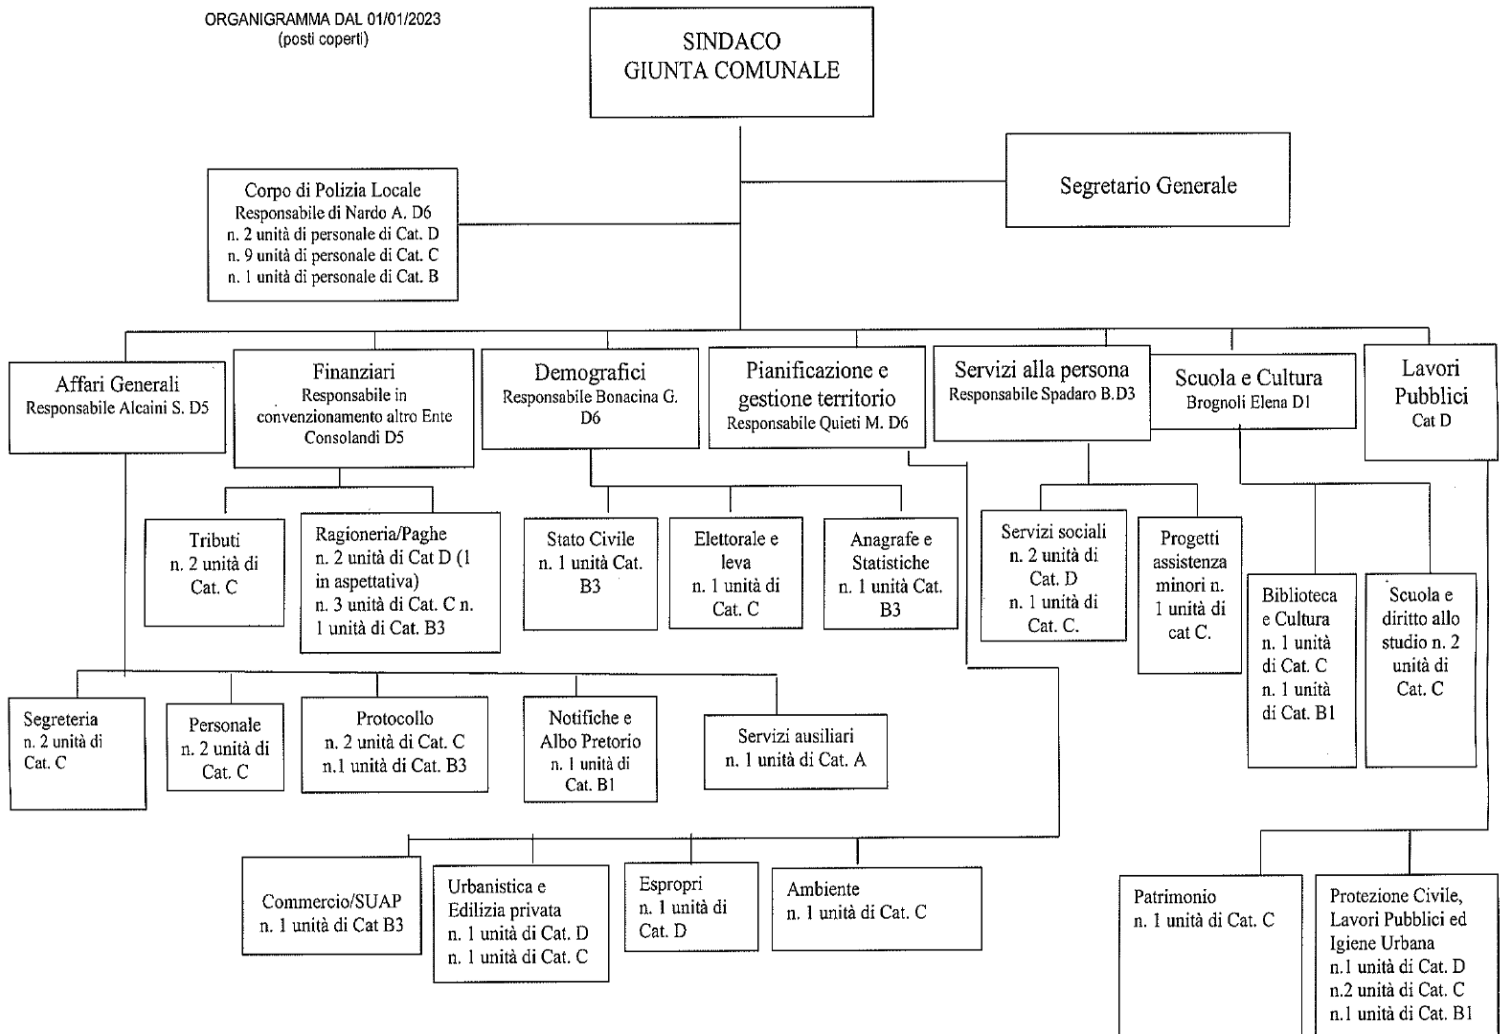 ORGANIGRAMMA DAL 01/01/2023
(posti coperti)
SINDACO
GIUNTA COMUNALE
Segretario Generale
Corpo di Polizia Locale
Responsabile di Nardo A. D6
n. 2 unità di personale di Cat. D
n. 9 unità di personale di Cat. C
n. 1 unità di personale di Cat. B
Affari Generali
Responsabile Alcaini S. D5
Finanziari
Responsabile in
convenzionamento altro Ente
Consolandi D5
Demografici
Responsabile Bonacina G.
D6
Pianificazione e
gestione territorio
Responsabile Quieti M. D6
Servizi alla persona
Responsabile Spadaro B.D3
Scuola e Cultura
Brognoli Elena D1
Lavori
Pubblici
Cat D
Tributi
n. 2 unità di
Cat. C
Ragioneria/Paghe
n. 2 unità di Cat D (1
in aspettativa)
n. 3 unità di Cat. C n.
1 unità di Cat. B3
Stato Civile
n. 1 unità Cat.
B3
Elettorale e
leva
n. 1 unità di
Cat. C
Anagrafe e
Statistiche
n. 1 unità Cat.
B3
Servizi sociali
n. 2 unità di
Cat. D
n. 1 unità di
Cat. C.
Progetti
assistenza
minori n.
1 unità di
cat C.
Biblioteca
e Cultura
n. 1 unità
di Cat. C
n. 1 unità
di Cat. B1
Scuola e
diritto allo
studio n. 2
unità di
Cat. C
Segreteria
n. 2 unità di
Cat. C
Personale
n. 2 unità di
Cat. C
Protocollo
n. 2 unità di Cat. C
n.1 unità di Cat. B3
Notifiche e
Albo Pretorio
n. 1 unità di
Cat. B1
Servizi ausiliari
n. 1 unità di Cat. A
Commercio/SUAP
n. 1 unità di Cat B3
Urbanistica e
Edilizia privata
n. 1 unità di Cat. D
n. 1 unità di Cat. C
Espropri
n. 1 unità di
Cat. D
Ambiente
n. 1 unità di Cat. C
Patrimonio
n. 1 unità di Cat. C
Protezione Civile,
Lavori Pubblici ed
Igiene Urbana
n.1 unità di Cat. D
n.2 unità di Cat. C
n.1 unità di Cat. B1